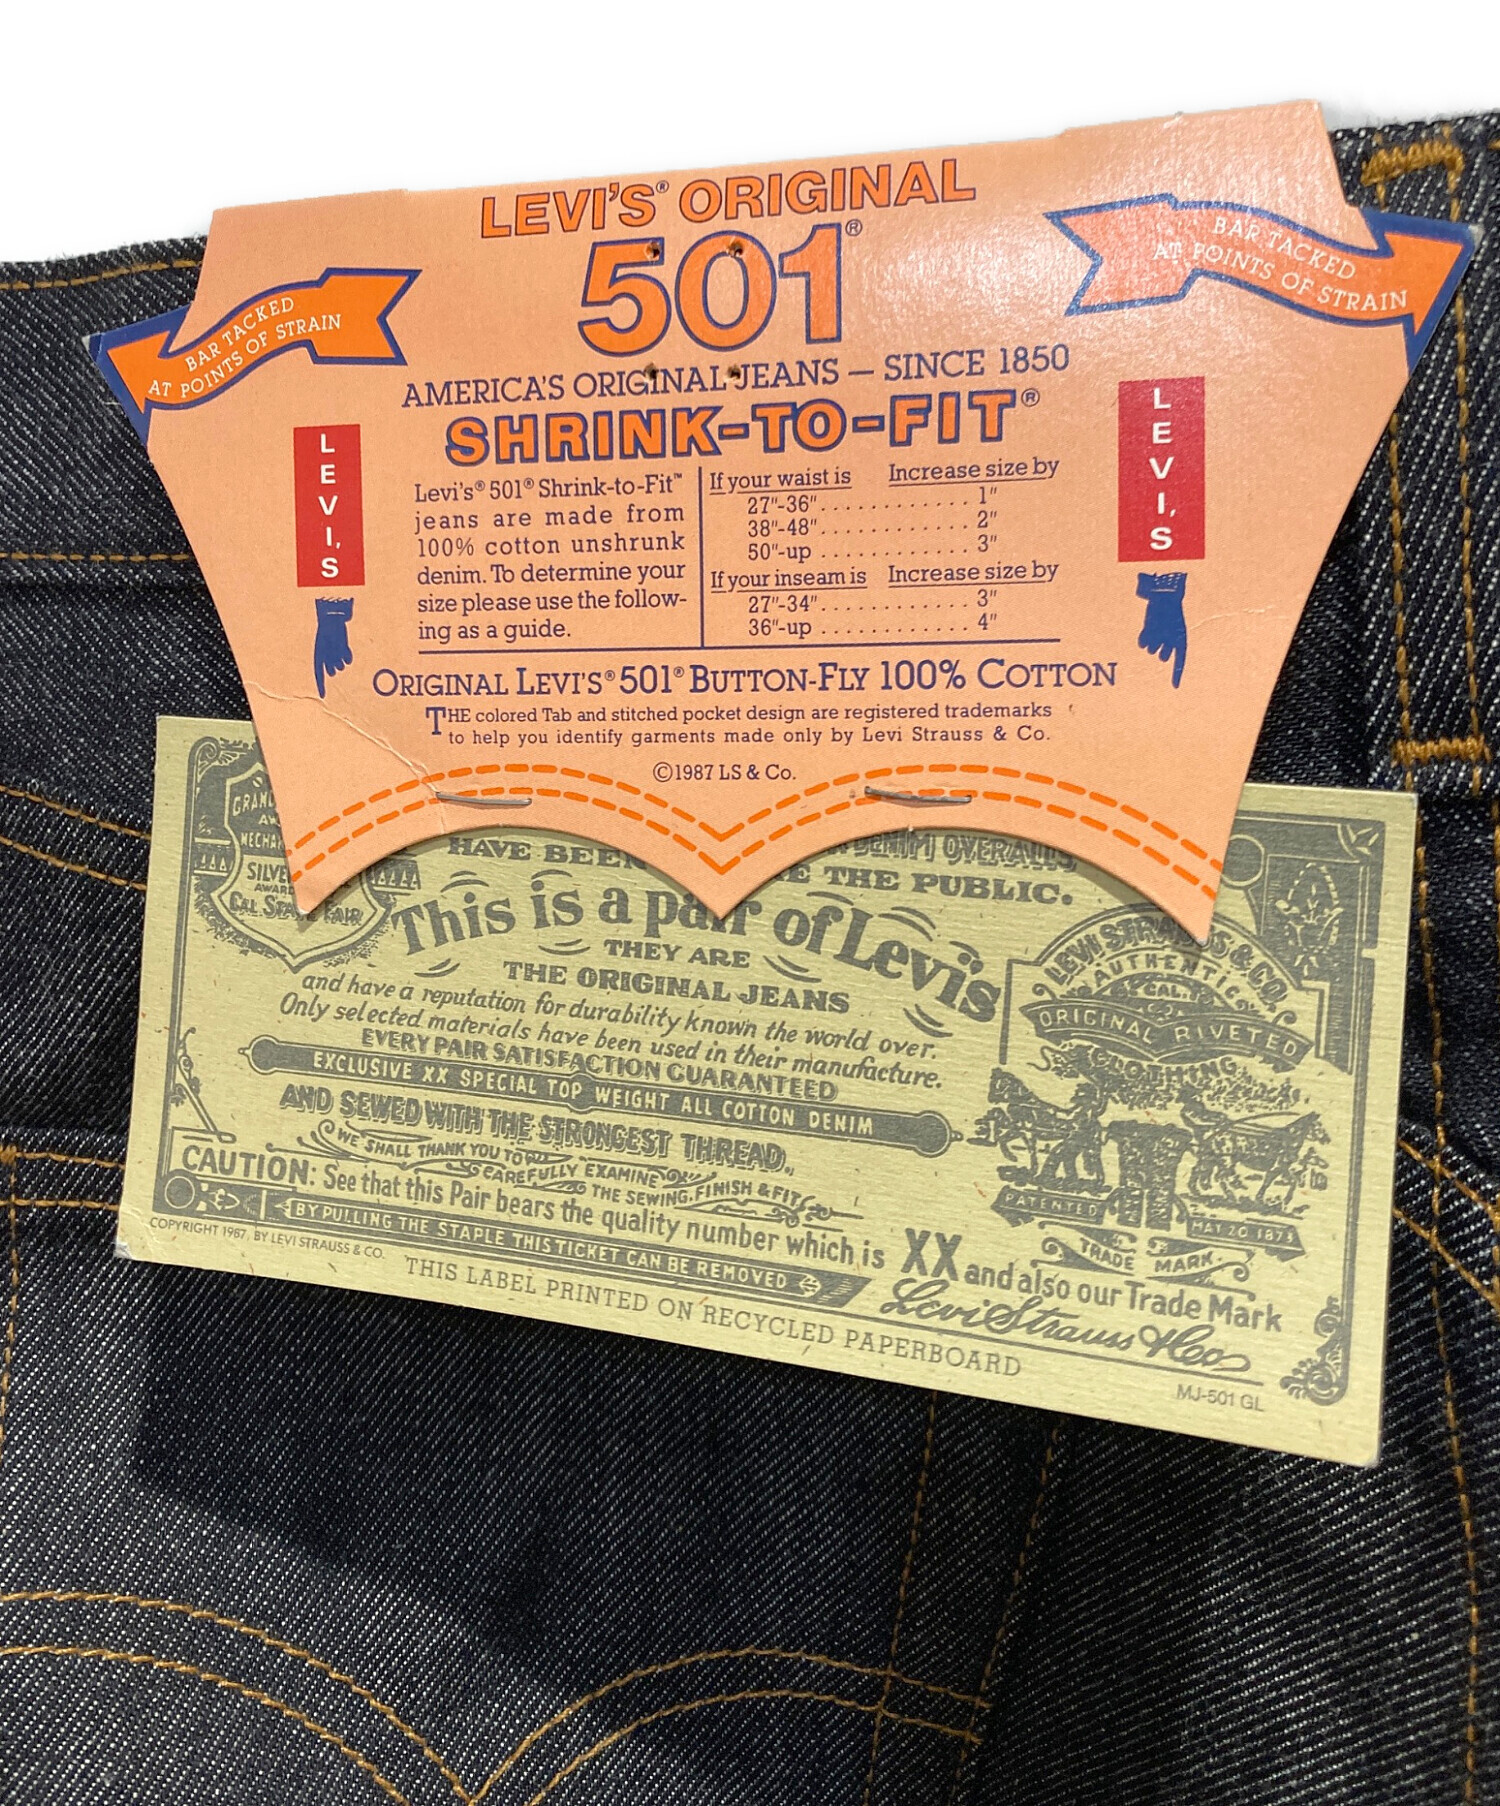 LEVI'S® ORIGINAL
501®
AMERICA'S ORIGINAL JEANS — SINCE 1850
SHRINK-TO-FIT®
BAR TACKED
AT POINTS OF STRAIN
BAR TACKED
AT POINTS OF STRAIN
LEVI'S
LEVI'S
Levi's® 501® Shrink-to-Fit™
jeans are made from
100% cotton unshrunk
denim. To determine your
size please use the follow-
ing as a guide.
If your waist is Increase size by
27"-36" ............ 1"
38"-48" ............ 2"
50"-up ............ 3"
If your inseam is Increase size by
27"-34" ............ 3"
36"-up ............ 4"
ORIGINAL LEVI'S® 501® BUTTON-FLY 100% COTTON
THE colored Tab and stitched pocket design are registered trademarks
to help you identify garments made only by Levi Strauss & Co.
©1987 LS & Co.
SILVE
AWARD
CAL. STATE FAIR
DENIM OVERALLS
HAVE BEEN
E THE PUBLIC.
This is a pair of Levi's
THEY ARE
THE ORIGINAL JEANS
and have a reputation for durability known the world over.
Only selected materials have been used in their manufacture.
EVERY PAIR SATISFACTION GUARANTEED
EXCLUSIVE XX SPECIAL TOP WEIGHT ALL COTTON DENIM
AND SEWED WITH THE STRONGEST THREAD.
WE SHALL THANK YOU TO
CAREFULLY EXAMINE
THE SEWING, FINISH & FIT
CAUTION: See that this Pair bears the quality number which is XX and also our Trade Mark
BY PULLING THE STAPLE THIS TICKET CAN BE REMOVED
Levi Strauss & Co
COPYRIGHT 1987, BY LEVI STRAUSS & CO.
THIS LABEL PRINTED ON RECYCLED PAPERBOARD
MJ-501 GL
LEVI STRAUSS & CO.
AUTHENTIC
CAL.
ORIGINAL RIVETED
CLOTHING
PATENTED
MAY 20 1873
TRADE MARK